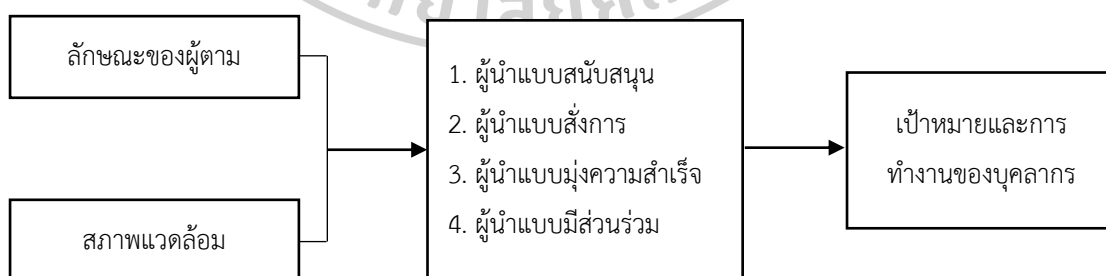 ลักษณะของผู้ตาม
สภาพแวดล้อม
1. ผู้นำแบบสนับสนุน
2. ผู้นำแบบสั่งการ
3. ผู้นำแบบมุ่งความสำเร็จ
4. ผู้นำแบบมีส่วนร่วม
เป้าหมายและการ
ทำงานของบุคลากร